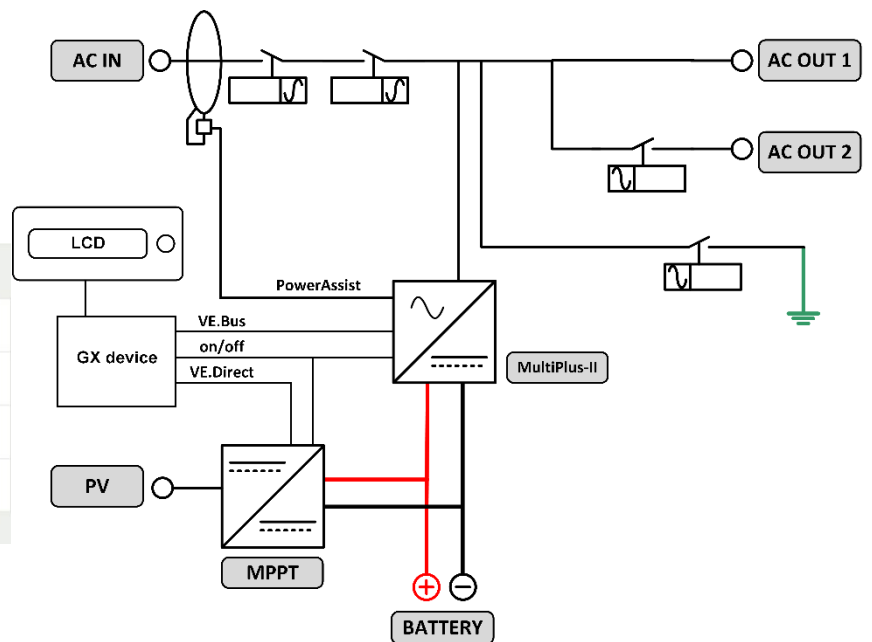 AC IN
AC OUT 1
AC OUT 2
LCD
PowerAssist
VE.Bus
GX device
on/off
MultiPlus-II
VE.Direct
PV
MPPT
+
−
BATTERY